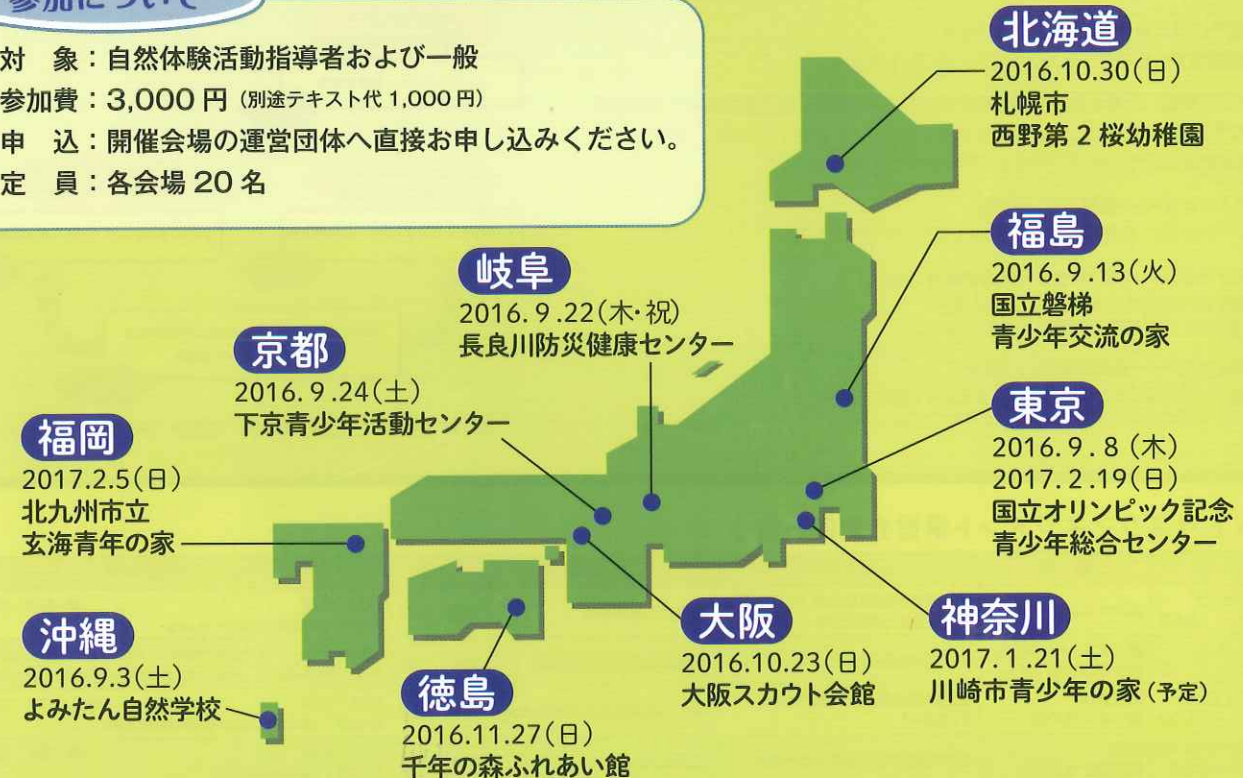 参加について
対　象：自然体験活動指導者および一般
参加費：3,000 円 (別途テキスト代 1,000 円)
申　込：開催会場の運営団体へ直接お申し込みください。
定　員：各会場 20 名
北海道
2016.10.30(日)
札幌市
西野第 2 桜幼稚園
福島
2016. 9.13(火)
国立磐梯
青少年交流の家
岐阜
2016. 9 .22(木・祝)
長良川防災健康センター
京都
2016. 9 .24(土)
下京青少年活動センター
東京
2016. 9 . 8 (木)
2017. 2 .19(日)
国立オリンピック記念
青少年総合センター
福岡
2017.2.5(日)
北九州市立
玄海青年の家
大阪
2016.10.23(日)
大阪スカウト会館
神奈川
2017. 1 .21(土)
川崎市青少年の家 (予定)
沖縄
2016.9.3(土)
よみたん自然学校
徳島
2016.11.27(日)
千年の森ふれあい館